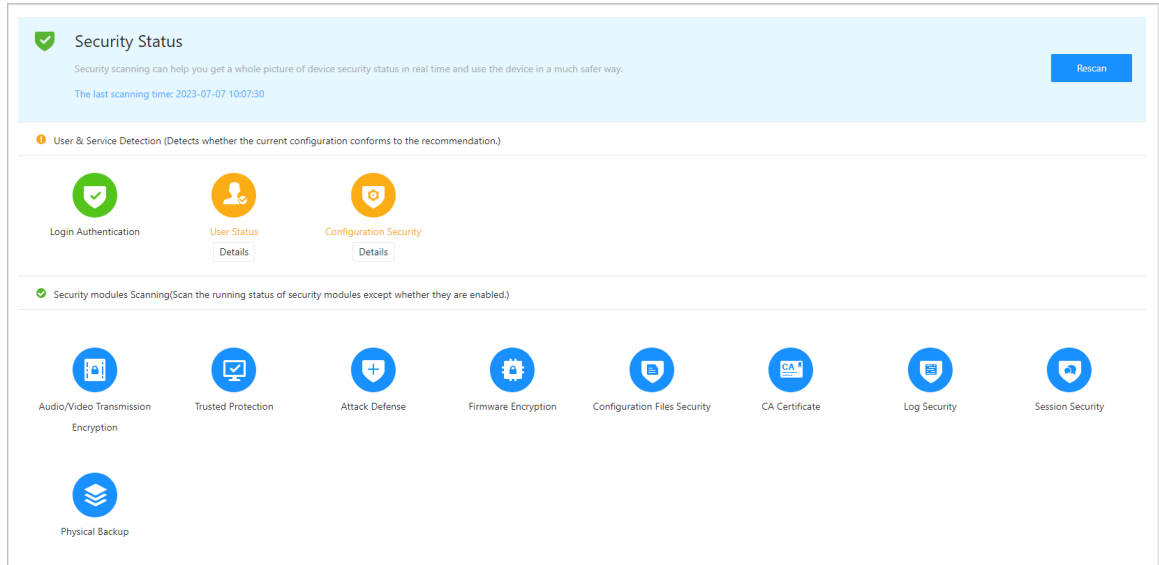 Security Status
Security scanning can help you get a whole picture of device security status in real time and use the device in a much safer way.
Rescan
The last scanning time: 2023-07-07 10:07:30
User & Service Detection (Detects whether the current configuration conforms to the recommendation.)
Login Authentication
User Status
Configuration Security
Details
Details
Security modules Scanning(Scan the running status of security modules except whether they are enabled.)
CA
Audio/Video Transmission
Encryption
Trusted Protection
Attack Defense
Firmware Encryption
Configuration Files Security
CA Certificate
Log Security
Session Security
Physical Backup